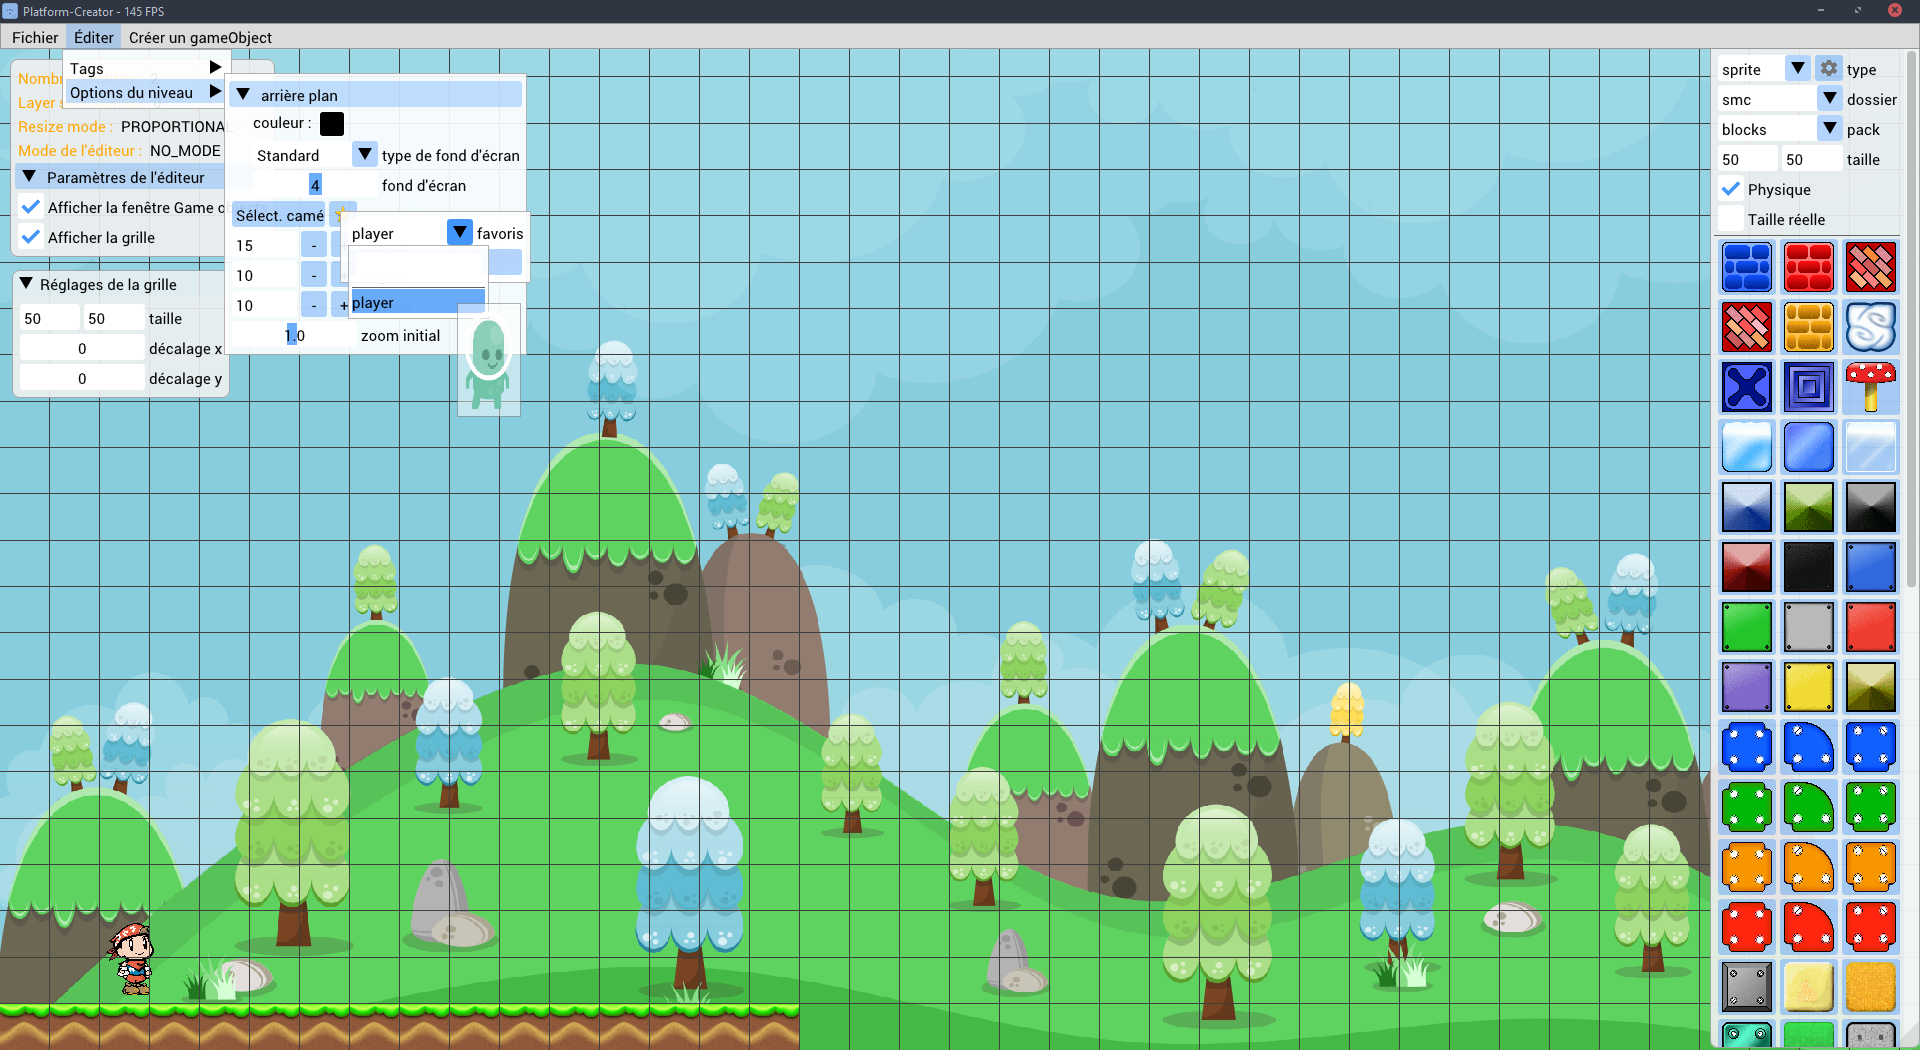 Platform-Creator - 145 FPS
Fichier Éditer Créer un gameObject
Tags
Options du niveau
Layer
Resize mode : PROPORTIONAL
Mode de l'éditeur : NO_MODE
Paramètres de l'éditeur
Afficher la fenêtre Game o
Afficher la grille
Réglages de la grille
50 50 taille
0 décalage x
0 décalage y
arrière plan
couleur :
Standard type de fond d'écran
4 fond d'écran
Sélect. camé
15 -
10 -
10 - +
1.0 zoom initial
player favoris
player
sprite type
smc dossier
blocks pack
50 50 taille
Physique
Taille réelle